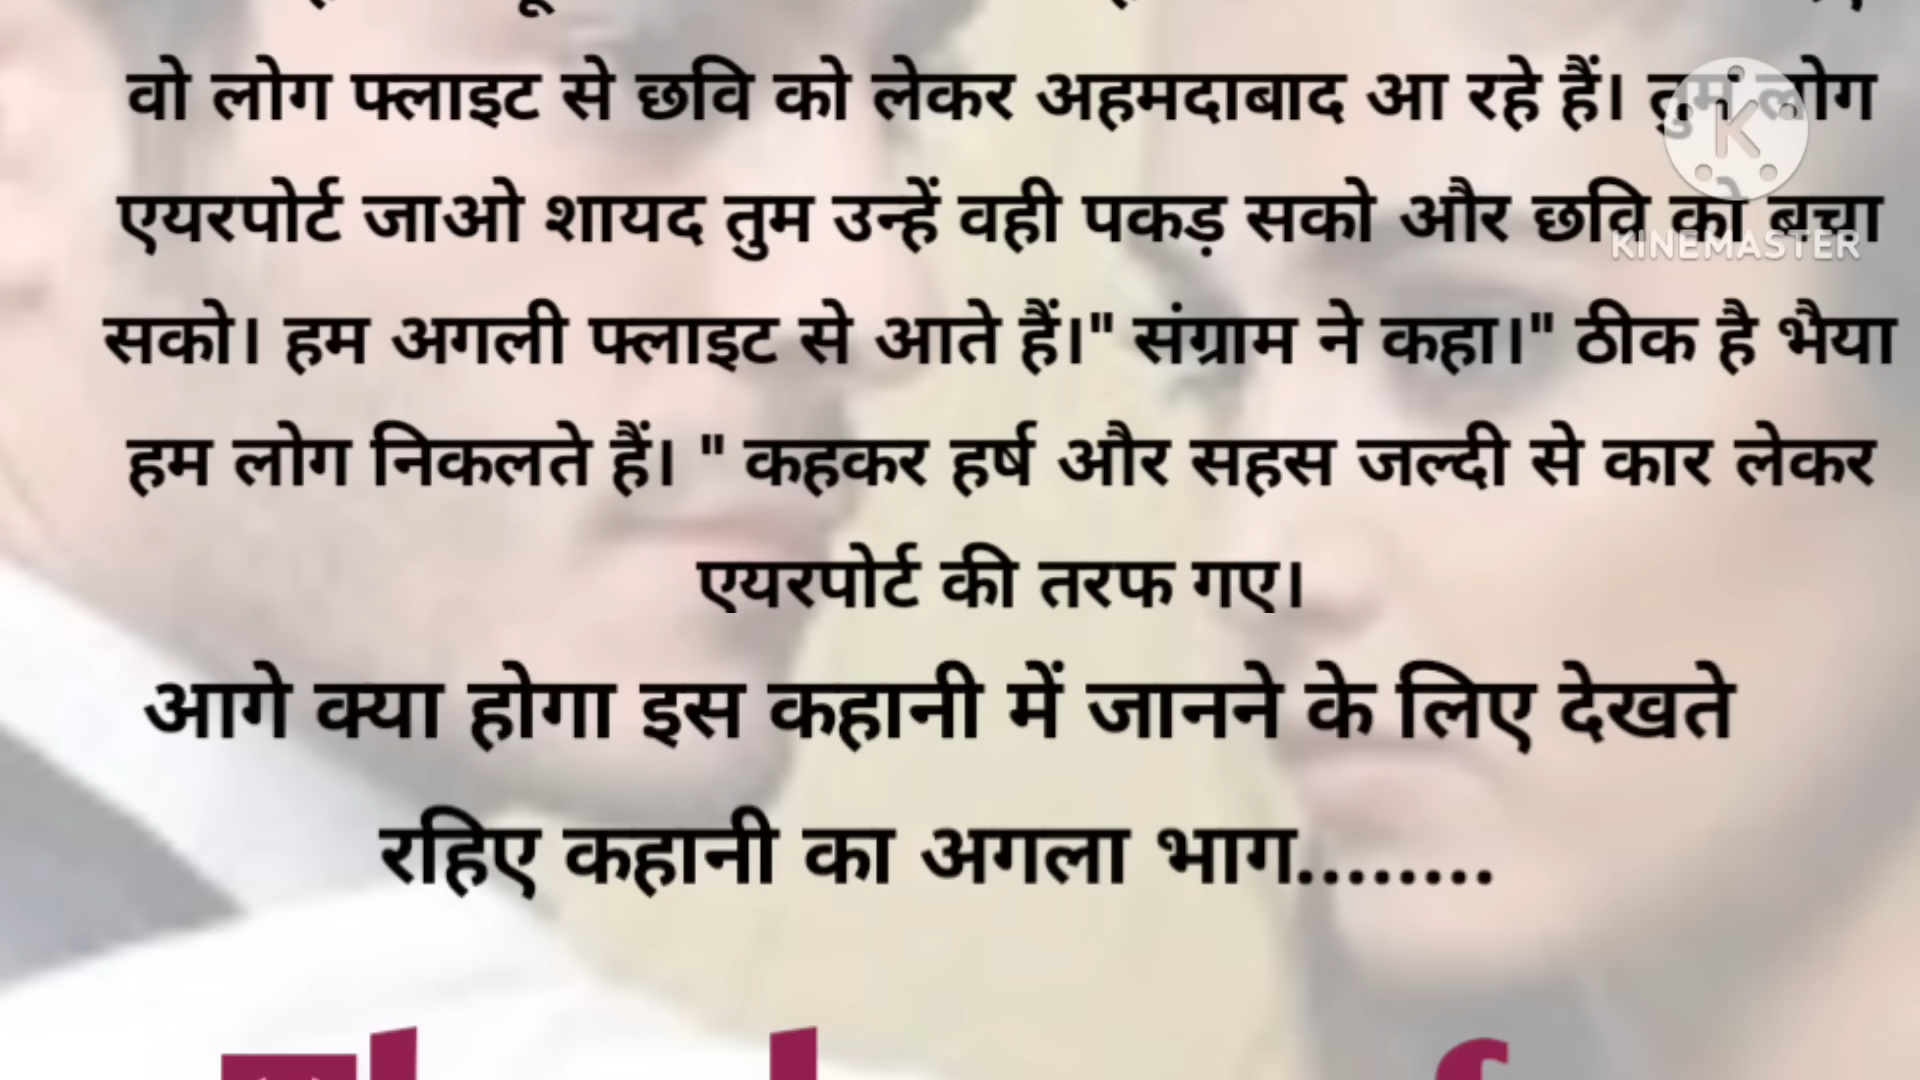 वो लोग फ्लाइट से छवि को लेकर अहमदाबाद आ रहे हैं। तुम लोग
एयरपोर्ट जाओ शायद तुम उन्हें वही पकड़ सको और छवि को बचा
KINEMASTER
सको। हम अगली फ्लाइट से आते हैं।" संग्राम ने कहा।" ठीक है भैया
हम लोग निकलते हैं। " कहकर हर्ष और सहस जल्दी से कार लेकर
एयरपोर्ट की तरफ गए।
आगे क्या होगा इस कहानी में जानने के लिए देखते
रहिए कहानी का अगला भाग........